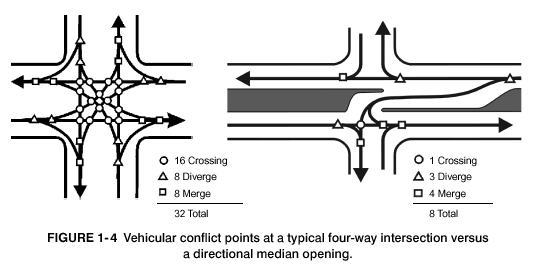 16 Crossing
8 Diverge
8 Merge
32 Total
1 Crossing
3 Diverge
4 Merge
8 Total
FIGURE 1-4 Vehicular conflict points at a typical four-way intersection versus
a directional median opening.